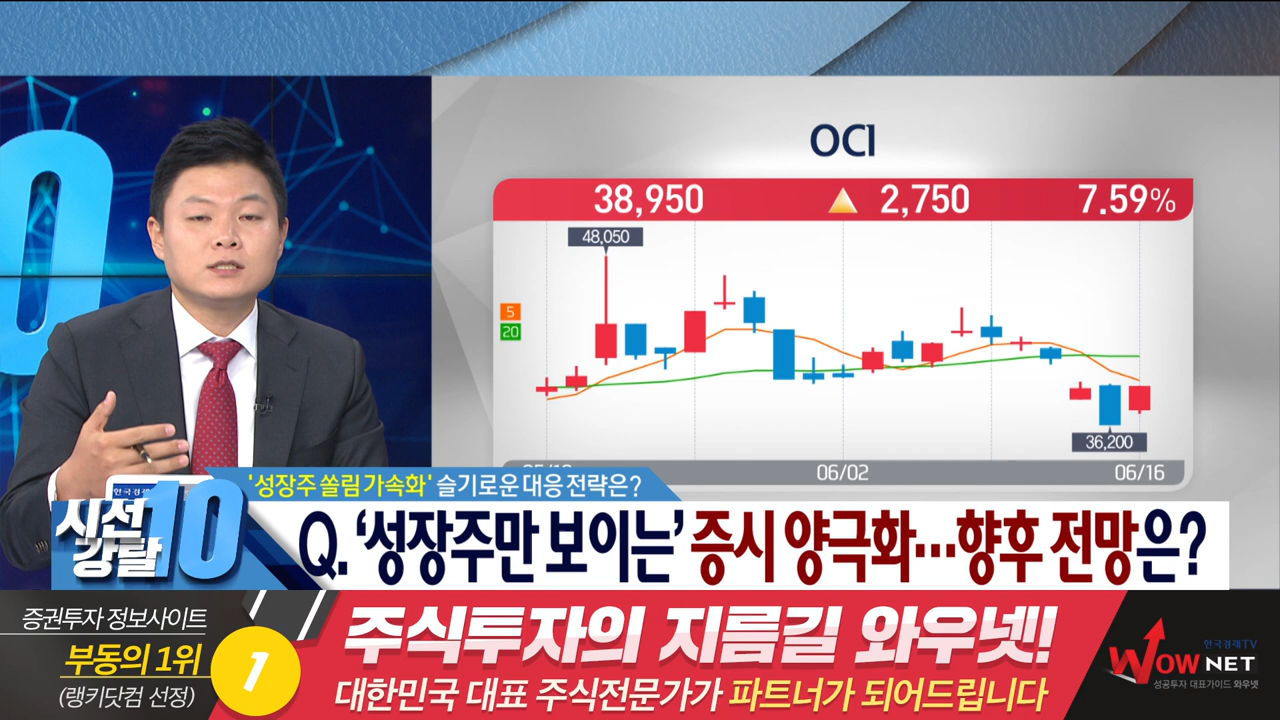 OCI
38,950 ▲ 2,750 7.59%
48,050
5
20
36,200
06/02 06/16
'성장주 쏠림 가속화' 슬기로운 대응 전략은?
시선강탈10
Q. ‘성장주만 보이는’ 증시 양극화…향후 전망은?
증권투자 정보사이트
부동의 1위
(랭키닷컴 선정)
1
주식투자의 지름길 와우넷!
대한민국 대표 주식전문가가 파트너가 되어드립니다
한국경제TV
WOW NET
성공투자 대표가이드 와우넷